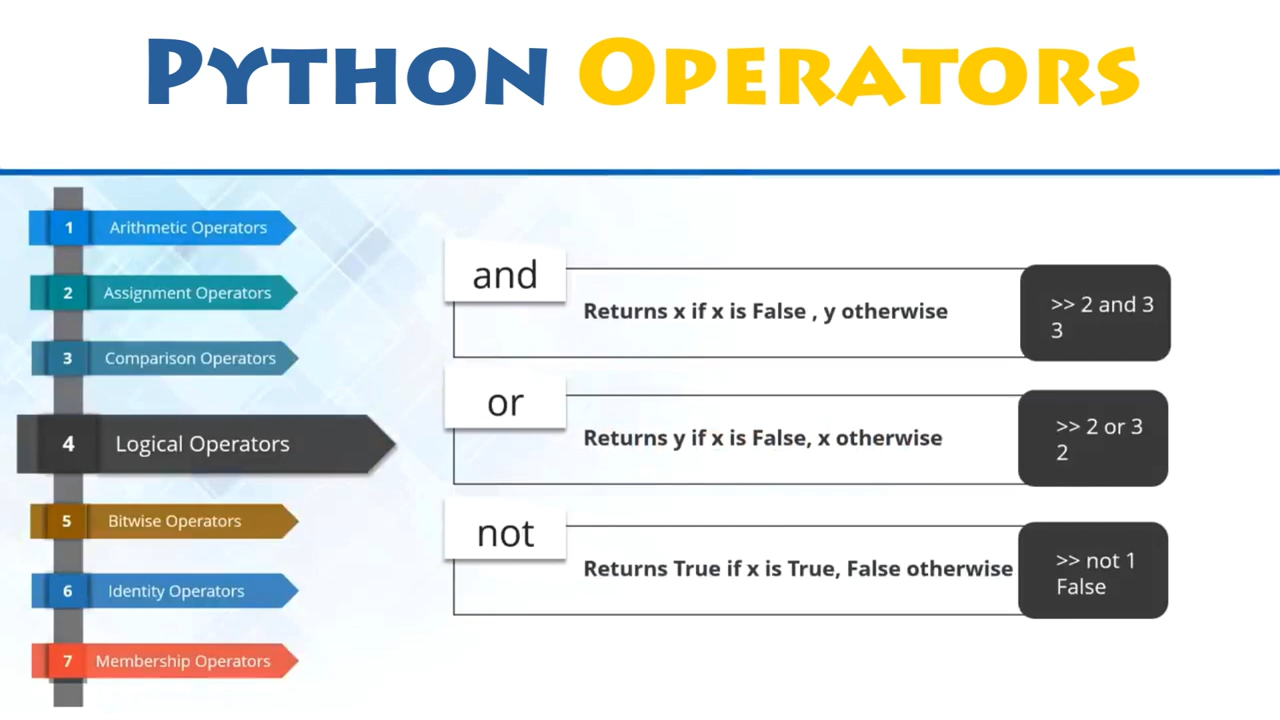 PYTHON OPERATORS
1 Arithmetic Operators
2 Assignment Operators
3 Comparison Operators
4 Logical Operators
5 Bitwise Operators
6 Identity Operators
7 Membership Operators
and
Returns x if x is False , y otherwise
>> 2 and 3
3
or
Returns y if x is False, x otherwise
>> 2 or 3
2
not
Returns True if x is True, False otherwise
>> not 1
False